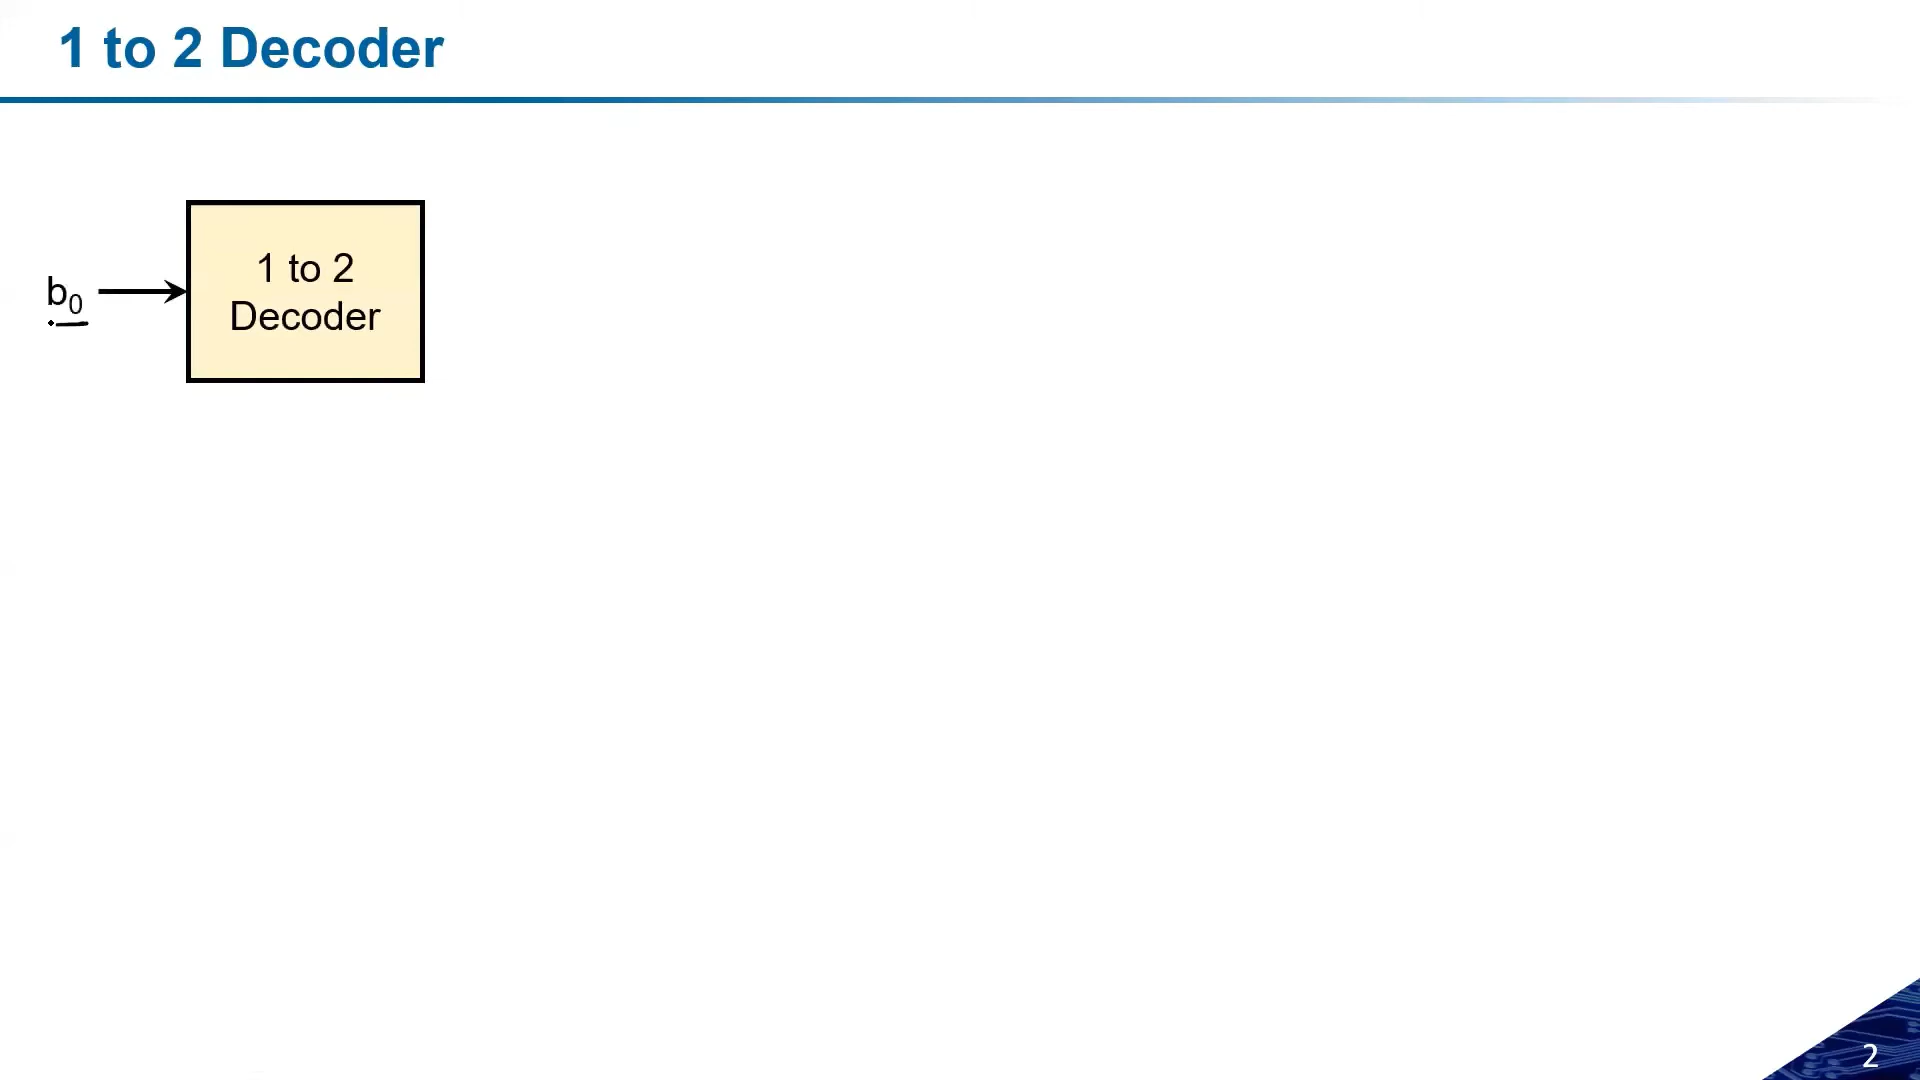 1 to 2 Decoder
b₀
1 to 2
Decoder
2